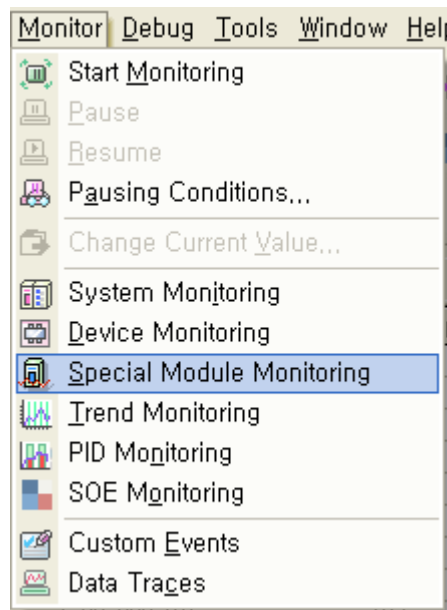 Monitor Debug Tools Window Hel
Start Monitoring
Pause
Resume
Pausing Conditions...
Change Current Value...
System Monitoring
Device Monitoring
Special Module Monitoring
Trend Monitoring
PID Monitoring
SOE Monitoring
Custom Events
Data Traces